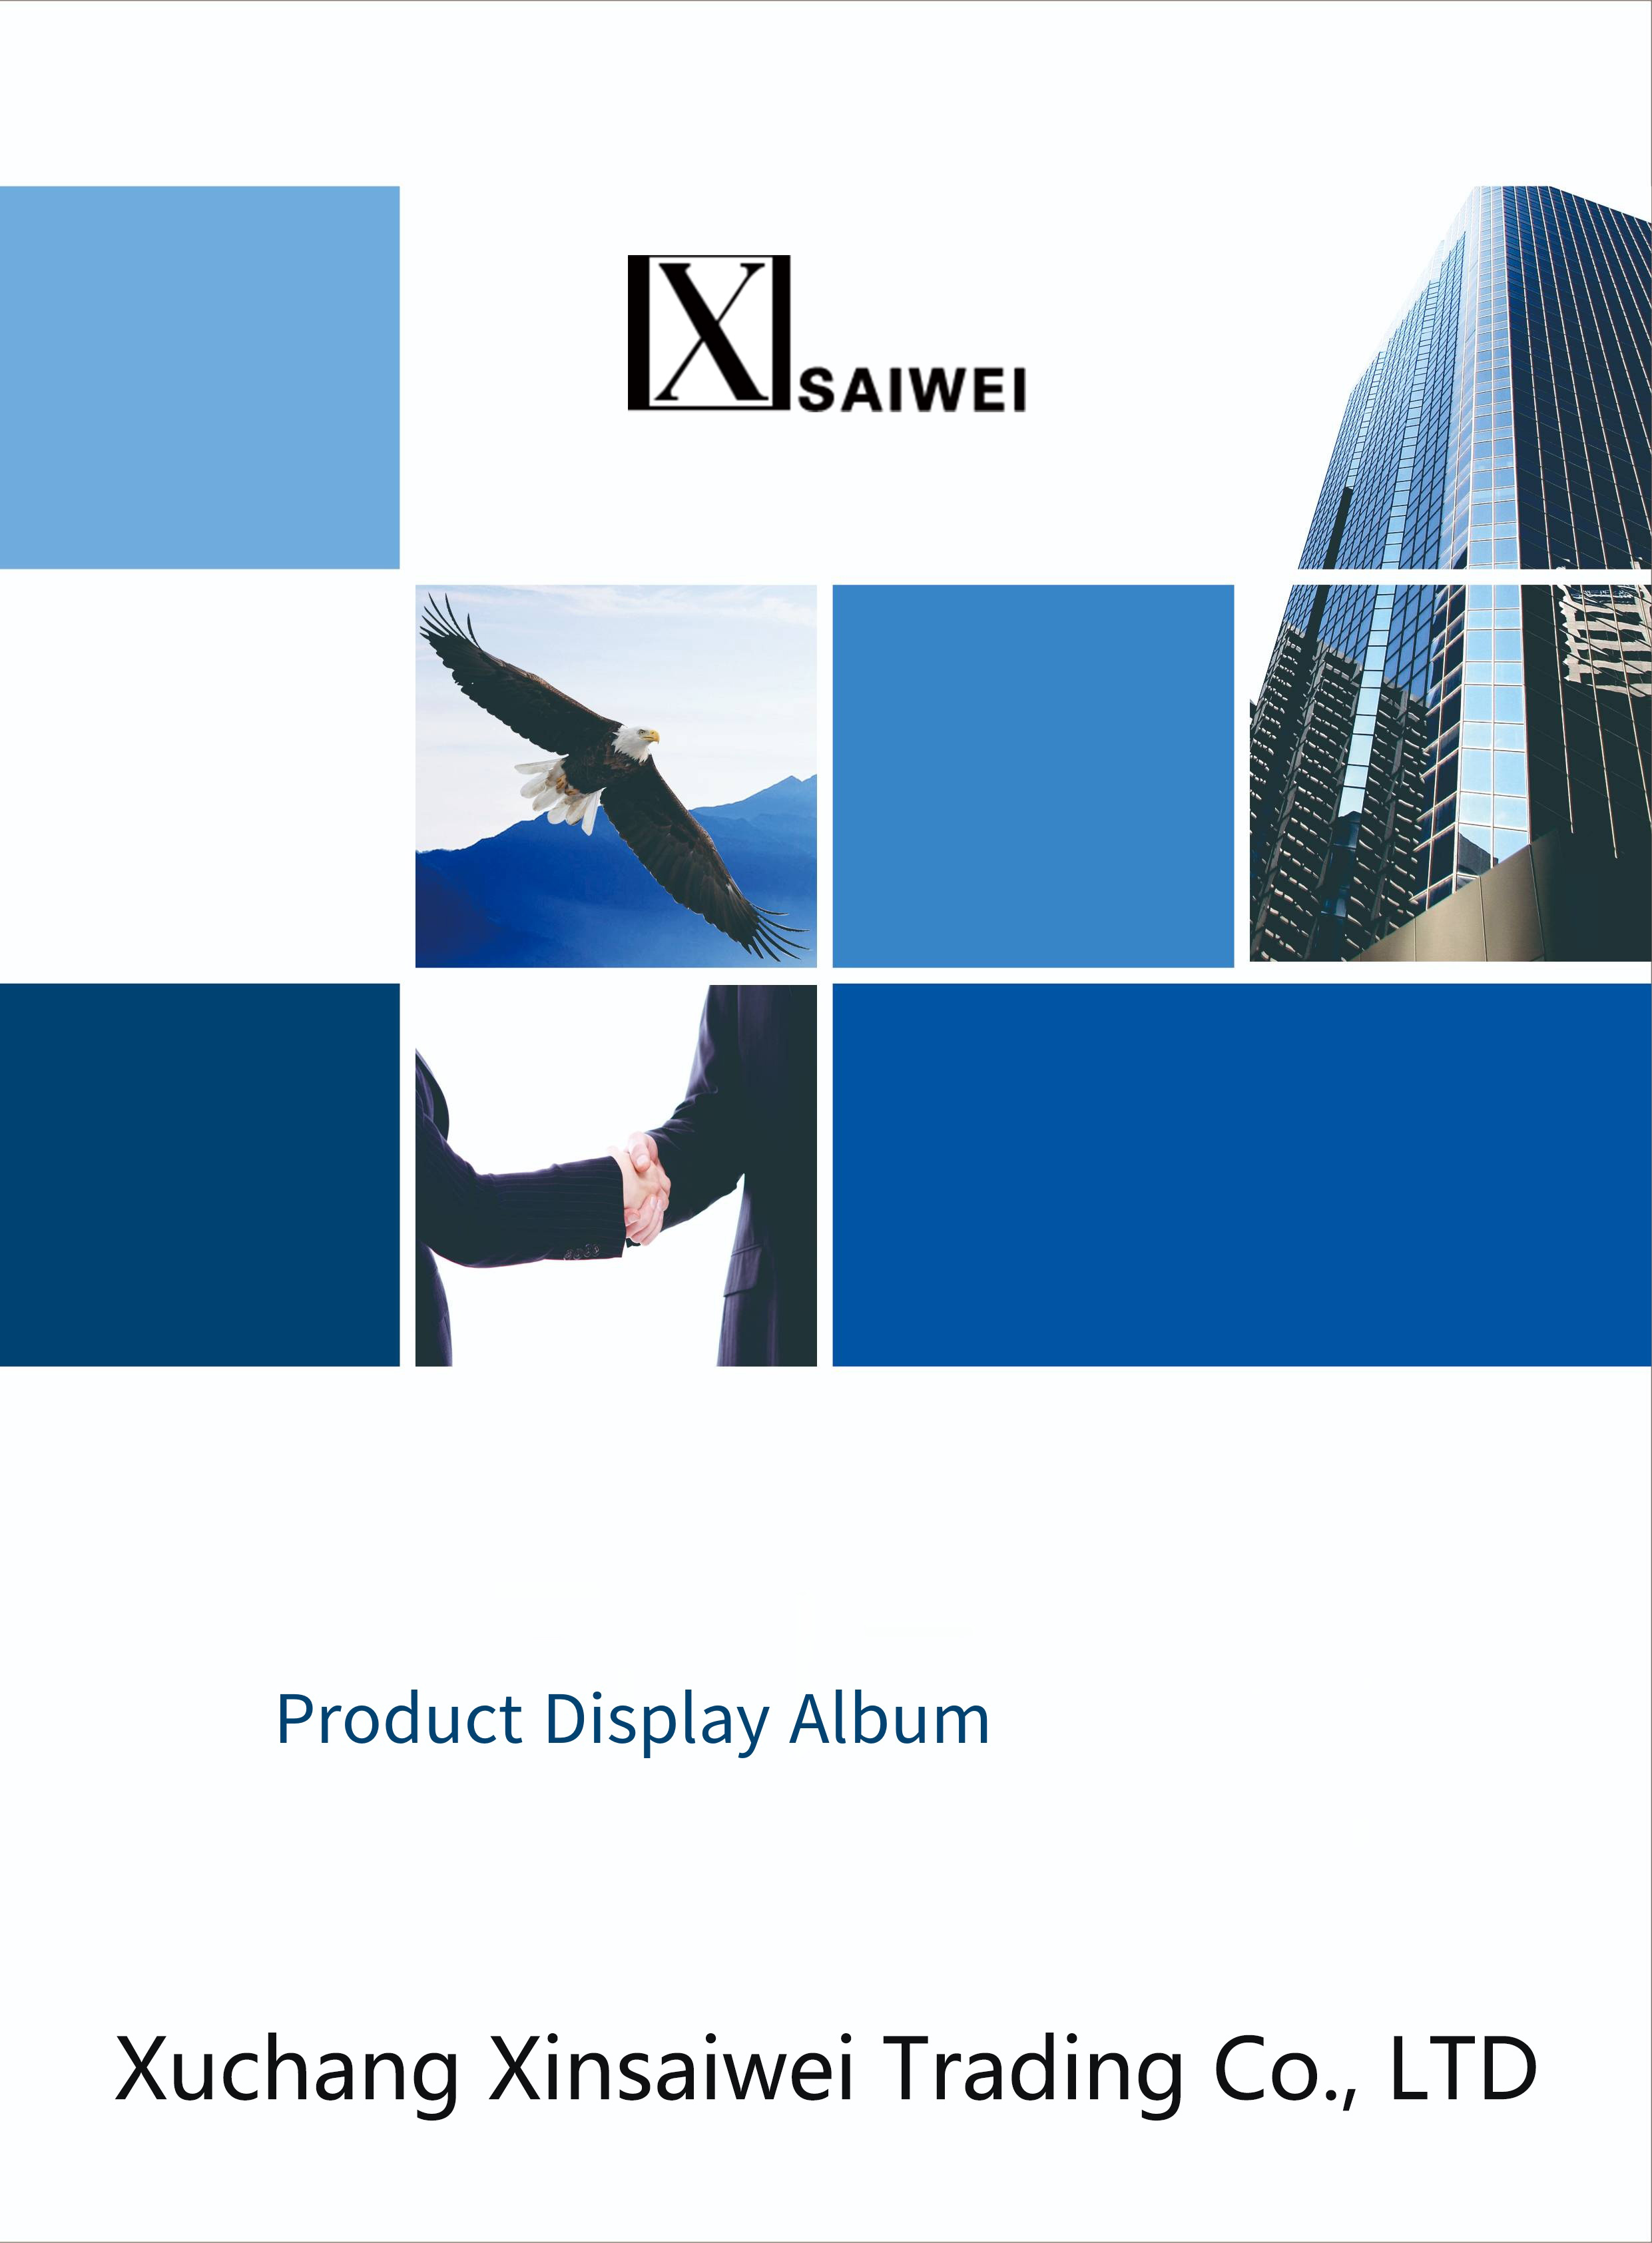 X SAIWEI
Product Display Album
Xuchang Xinsaiwei Trading Co., LTD